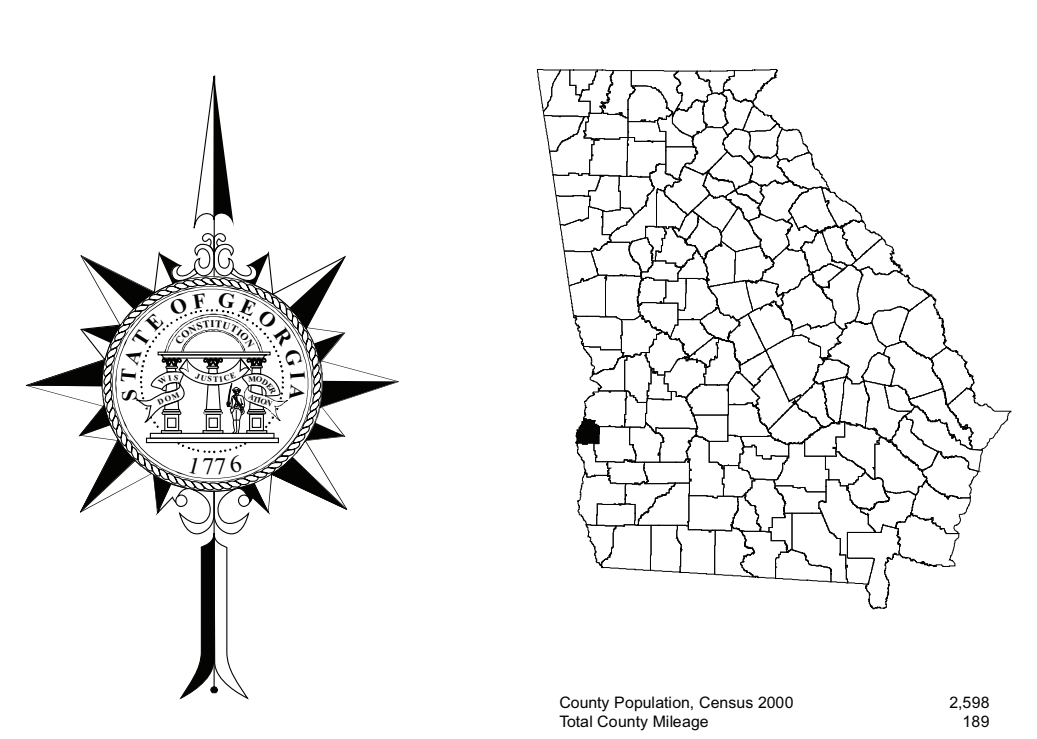 STATE OF GEORGIA
CONSTITUTION
WIS
DOM
JUSTICE
MODER
ATION
1776
County Population, Census 2000 2,598
Total County Mileage 189